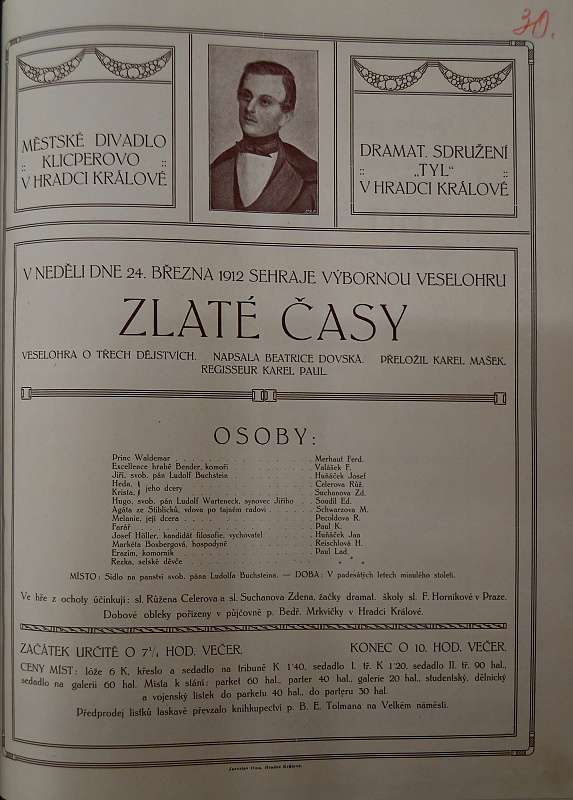 30.
MĚSTSKÉ DIVADLO
:: KLICPEROVO ::
V HRADCI KRÁLOVÉ
DRAMAT. SDRUŽENÍ
:: „TYL“ ::
V HRADCI KRÁLOVÉ
V NEDĚLI DNE 24. BŘEZNA 1912 SEHRAJE VÝBORNOU VESELOHRU
ZLATÉ ČASY
VESELOHRA O TŘECH DĚJSTVÍCH. NAPSALA BEATRICE DOVSKÁ. PŘELOŽIL KAREL MAŠEK.
REGISSEUR KAREL PAUL.
OSOBY:
Princ Waldemar . . . Merhaut Ferd.
Excellence hrabě Bender, komoří . . . Valášek F.
Jiří, svob. pán Ludolf Buchstein . . . Huňáček Josef
Heda, } jeho dcery . . . Celerova Růž.
Krista, } . . . Suchanova Zd.
Hugo, svob. pán Ludolf Warteneck, synovec Jiřího . . . Soudil Ed.
Agáta ze Stiblicků, vdova po tajném radovi . . . Schwarzova M.
Melanie, její dcera . . . Pecoldova R.
Farář . . . Paul K.
Josef Höller, kandidát filosofie, vychovatel . . . Huňáček Jan
Markéta Boxbergová, hospodyně . . . Reischlová H.
Erazim, komorník . . . Paul Lad.
Rezka, selské děvče . . . * * *
MÍSTO: Sídlo na panství svob. pána Ludolfa Buchsteina. — DOBA: V padesátých letech minulého století.
Ve hře z ochoty účinkují: sl. Růžena Celerova a sl. Suchanova Zdena, žačky dramat. školy sl. F. Horníkové v Praze.
Dobové obleky pořízeny v půjčovně p. Bedř. Mrkvičky v Hradci Králové.
ZAČÁTEK URČITĚ O 7¼ HOD. VEČER. KONEC O 10. HOD. VEČER.
CENY MÍST: lóže 6 K, křeslo a sedadlo na tribuně K 1'40, sedadlo I. tř. K 1'20, sedadlo II. tř. 90 hal.,
sedadlo na galerii 60 hal. Místa k stání: parket 60 hal., parter 40 hal., galerie 20 hal., studentský, dělnický
a vojenský lístek do parketu 40 hal., do parteru 30 hal.
Předprodej lístků laskavě převzalo knihkupectví p. B. E. Tolmana na Velkém náměstí.